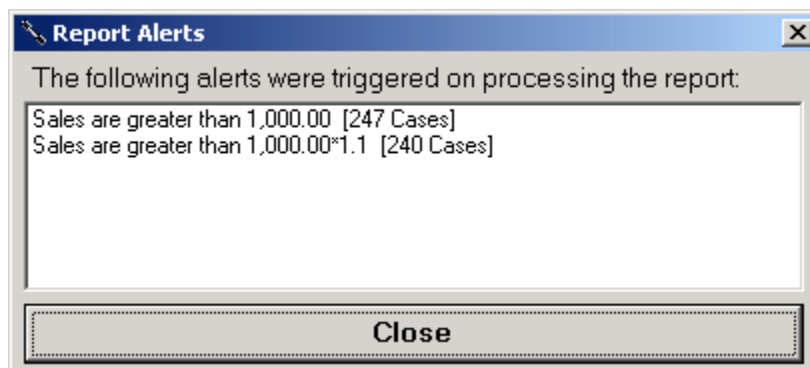 Report Alerts
The following alerts were triggered on processing the report:
Sales are greater than 1,000.00  [247 Cases]
Sales are greater than 1,000.00*1.1  [240 Cases]
Close